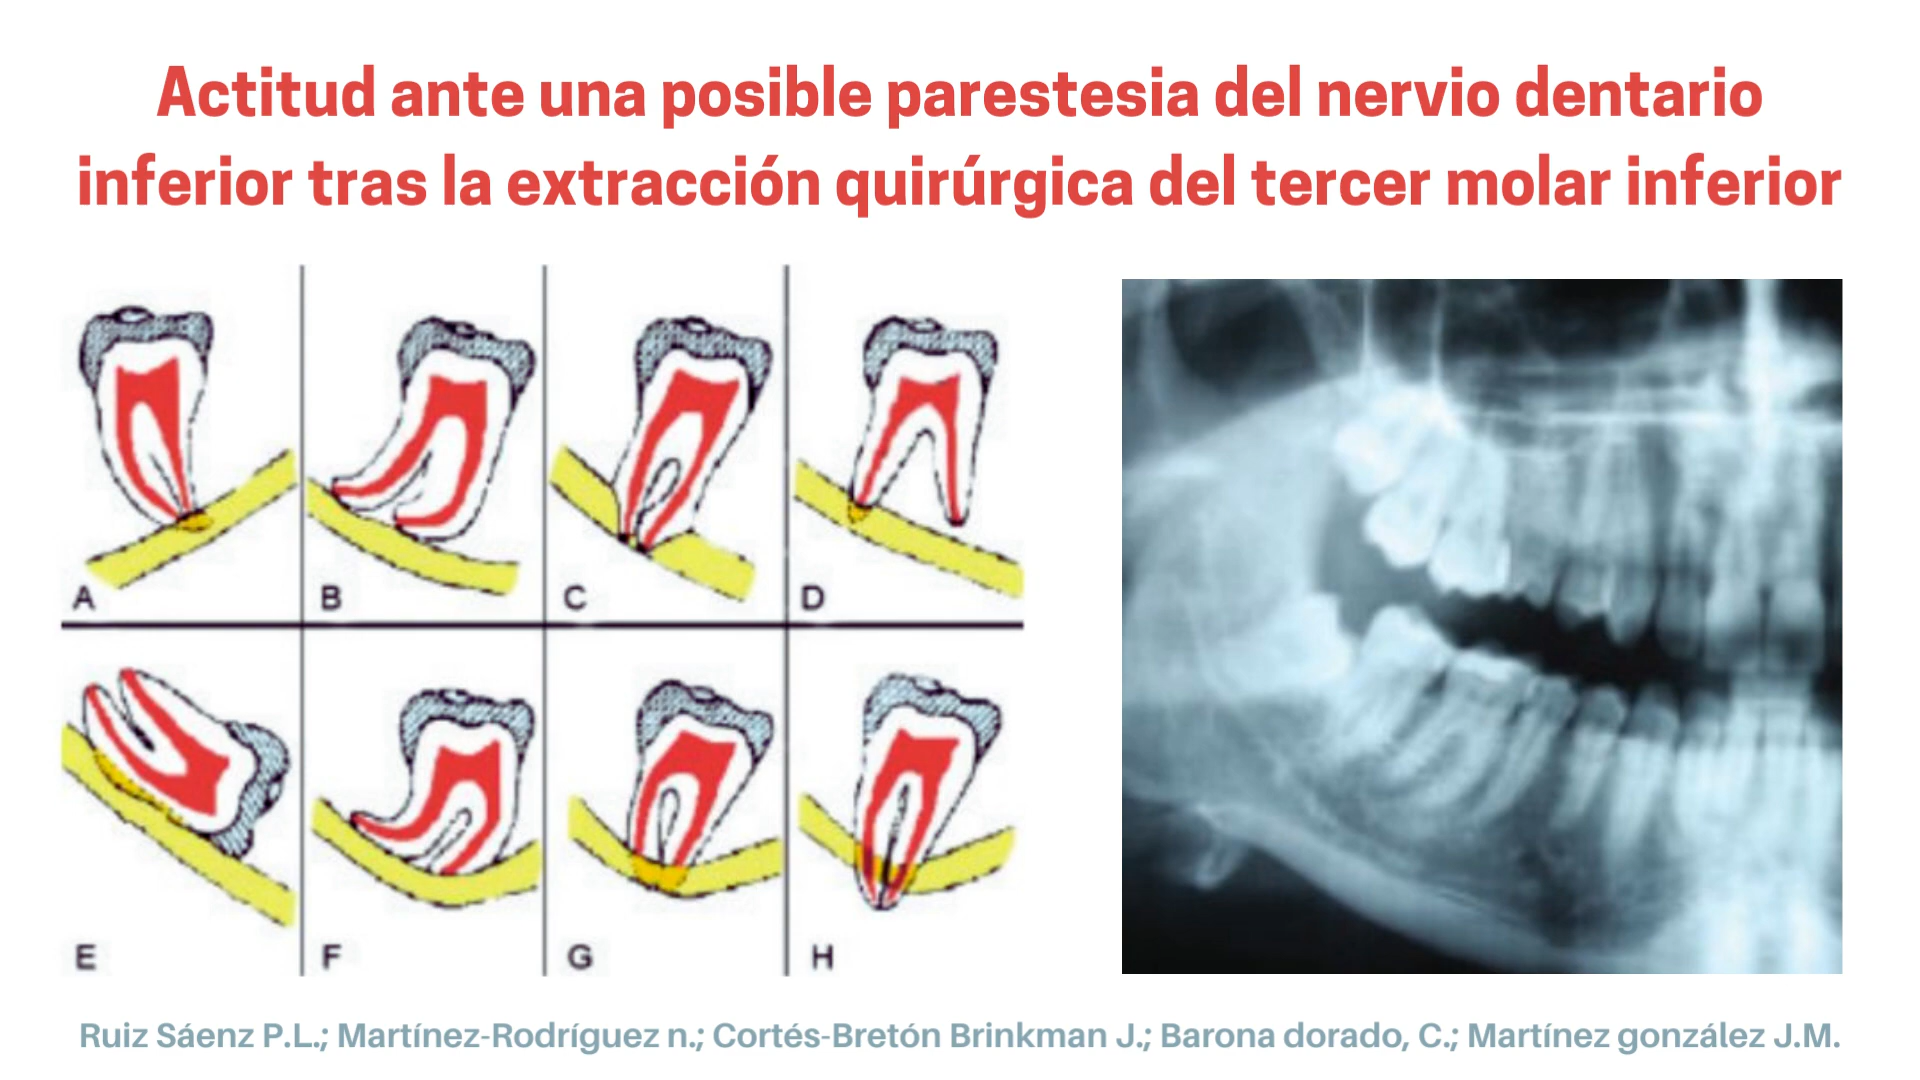 Actitud ante una posible parestesia del nervio dentario
inferior tras la extracción quirúrgica del tercer molar inferior
A
B
C
D
E
F
G
H
Ruiz Sáenz P.L.; Martínez-Rodríguez n.; Cortés-Bretón Brinkman J.; Barona dorado, C.; Martínez gonzález J.M.